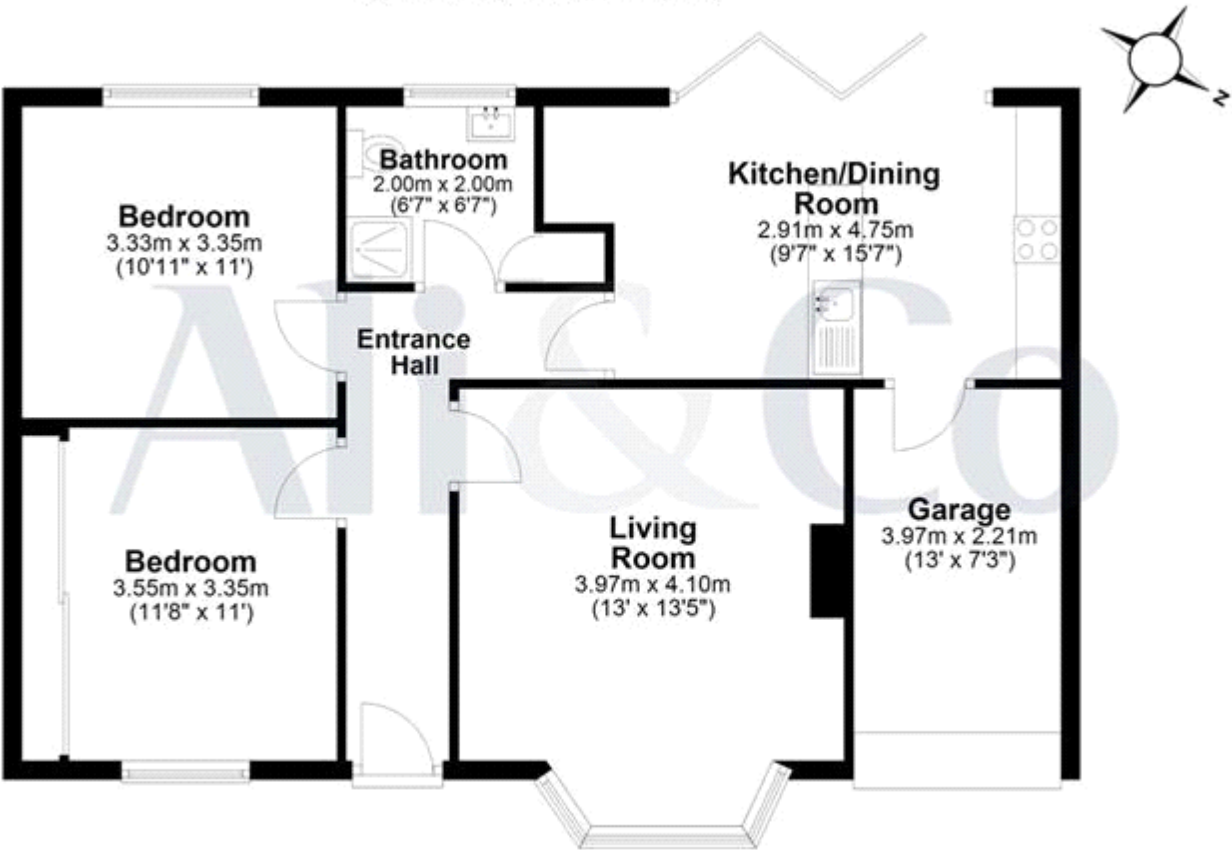 N
Bathroom
2.00m x 2.00m
(6'7" x 6'7")
Kitchen/Dining
Room
2.91m x 4.75m
(9'7" x 15'7")
Bedroom
3.33m x 3.35m
(10'11" x 11')
Entrance
Hall
Ali&Co
Living
Room
3.97m x 4.10m
(13' x 13'5")
Garage
3.97m x 2.21m
(13' x 7'3")
Bedroom
3.55m x 3.35m
(11'8" x 11')